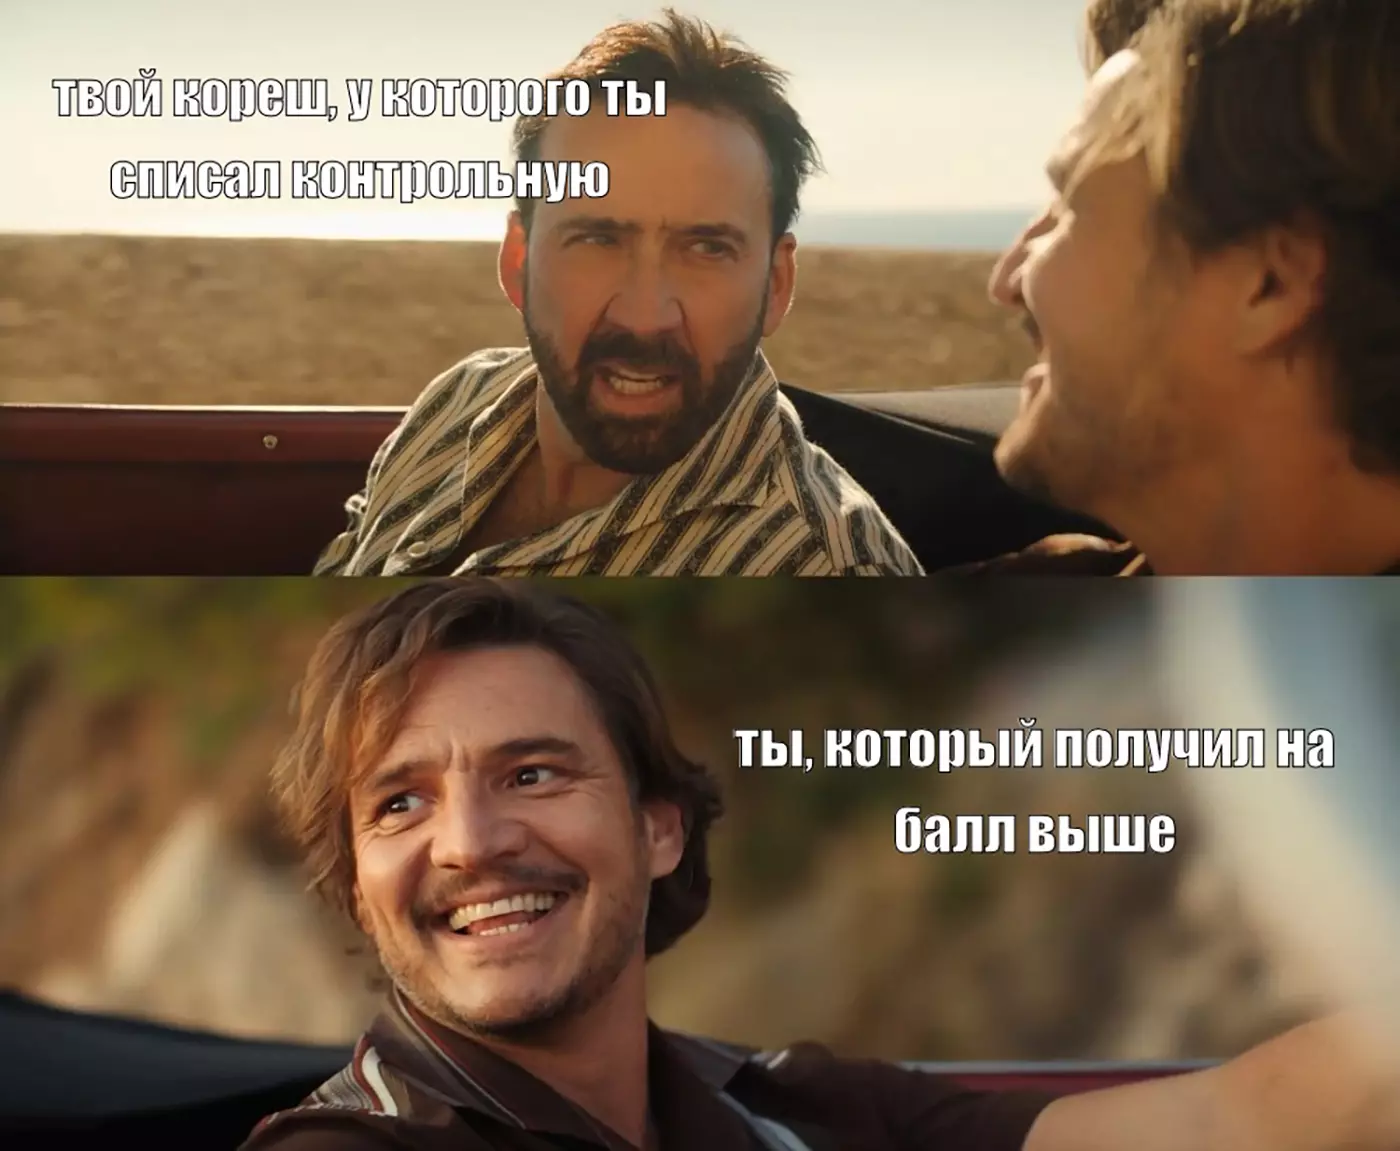 твой кореш, у которого ты
списал контрольную
ты, который получил на
балл выше